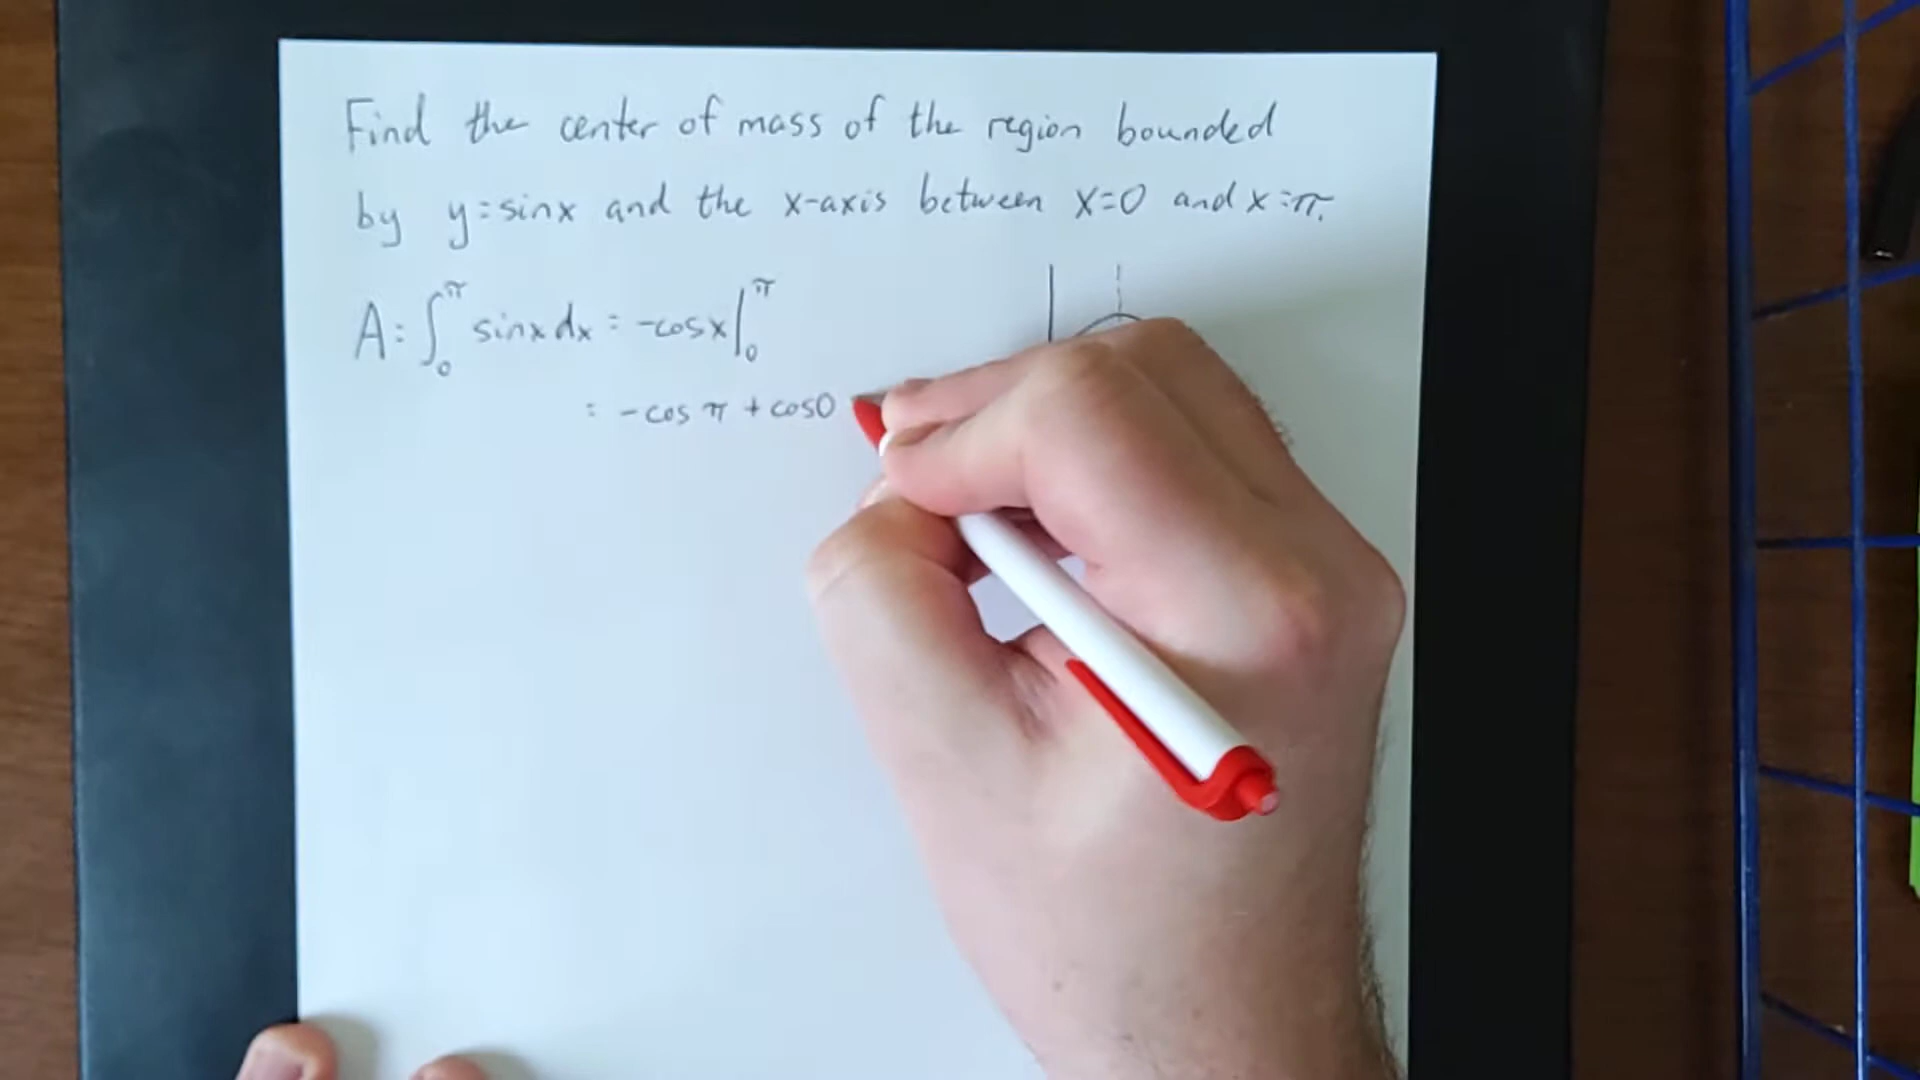 Find the center of mass of the region bounded
by y=sinx and the x-axis between x=0 and x=π.
A = ∫₀^π sinx dx = -cosx |₀^π
= -cos π + cos0